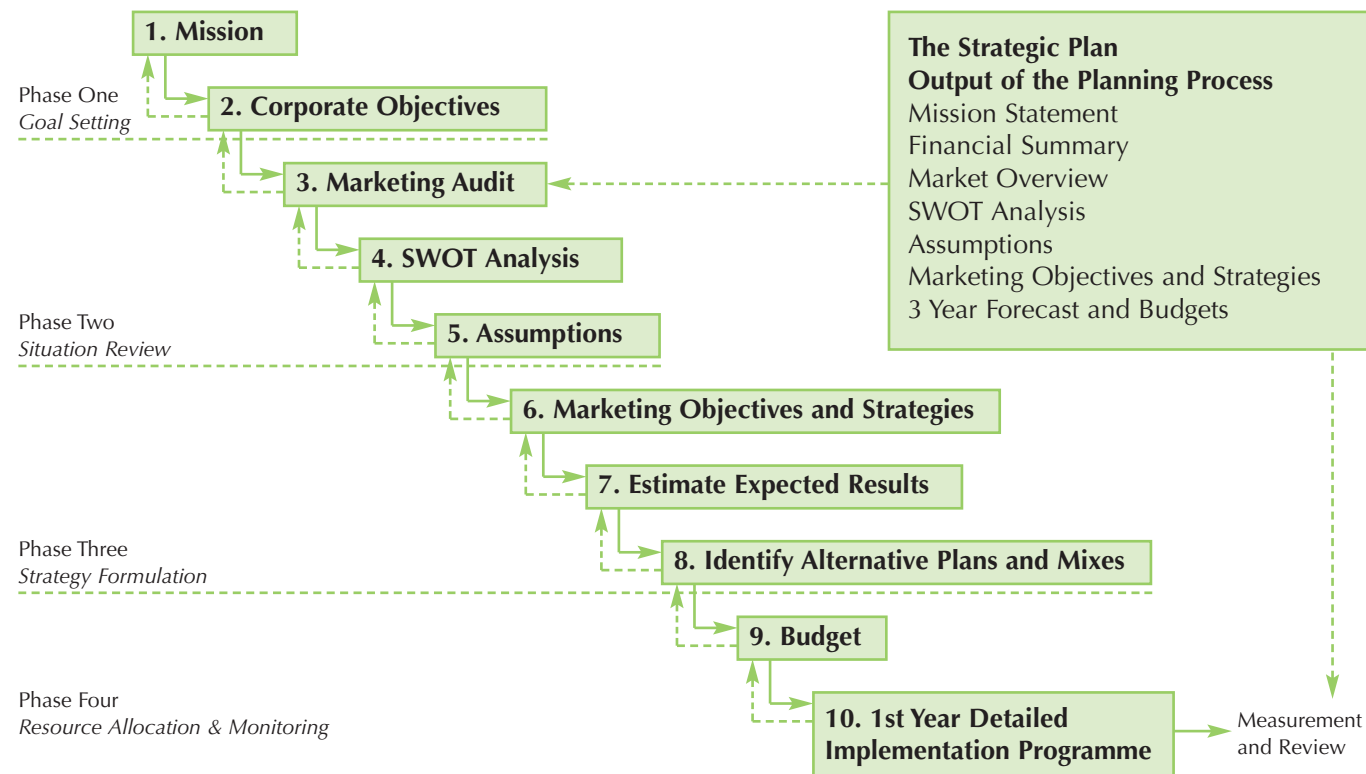 1. Mission
Phase One
Goal Setting
2. Corporate Objectives
3. Marketing Audit
4. SWOT Analysis
Phase Two
Situation Review
5. Assumptions
6. Marketing Objectives and Strategies
7. Estimate Expected Results
Phase Three
Strategy Formulation
8. Identify Alternative Plans and Mixes
9. Budget
Phase Four
Resource Allocation & Monitoring
10. 1st Year Detailed
Implementation Programme
The Strategic Plan
Output of the Planning Process
Mission Statement
Financial Summary
Market Overview
SWOT Analysis
Assumptions
Marketing Objectives and Strategies
3 Year Forecast and Budgets
Measurement
and Review